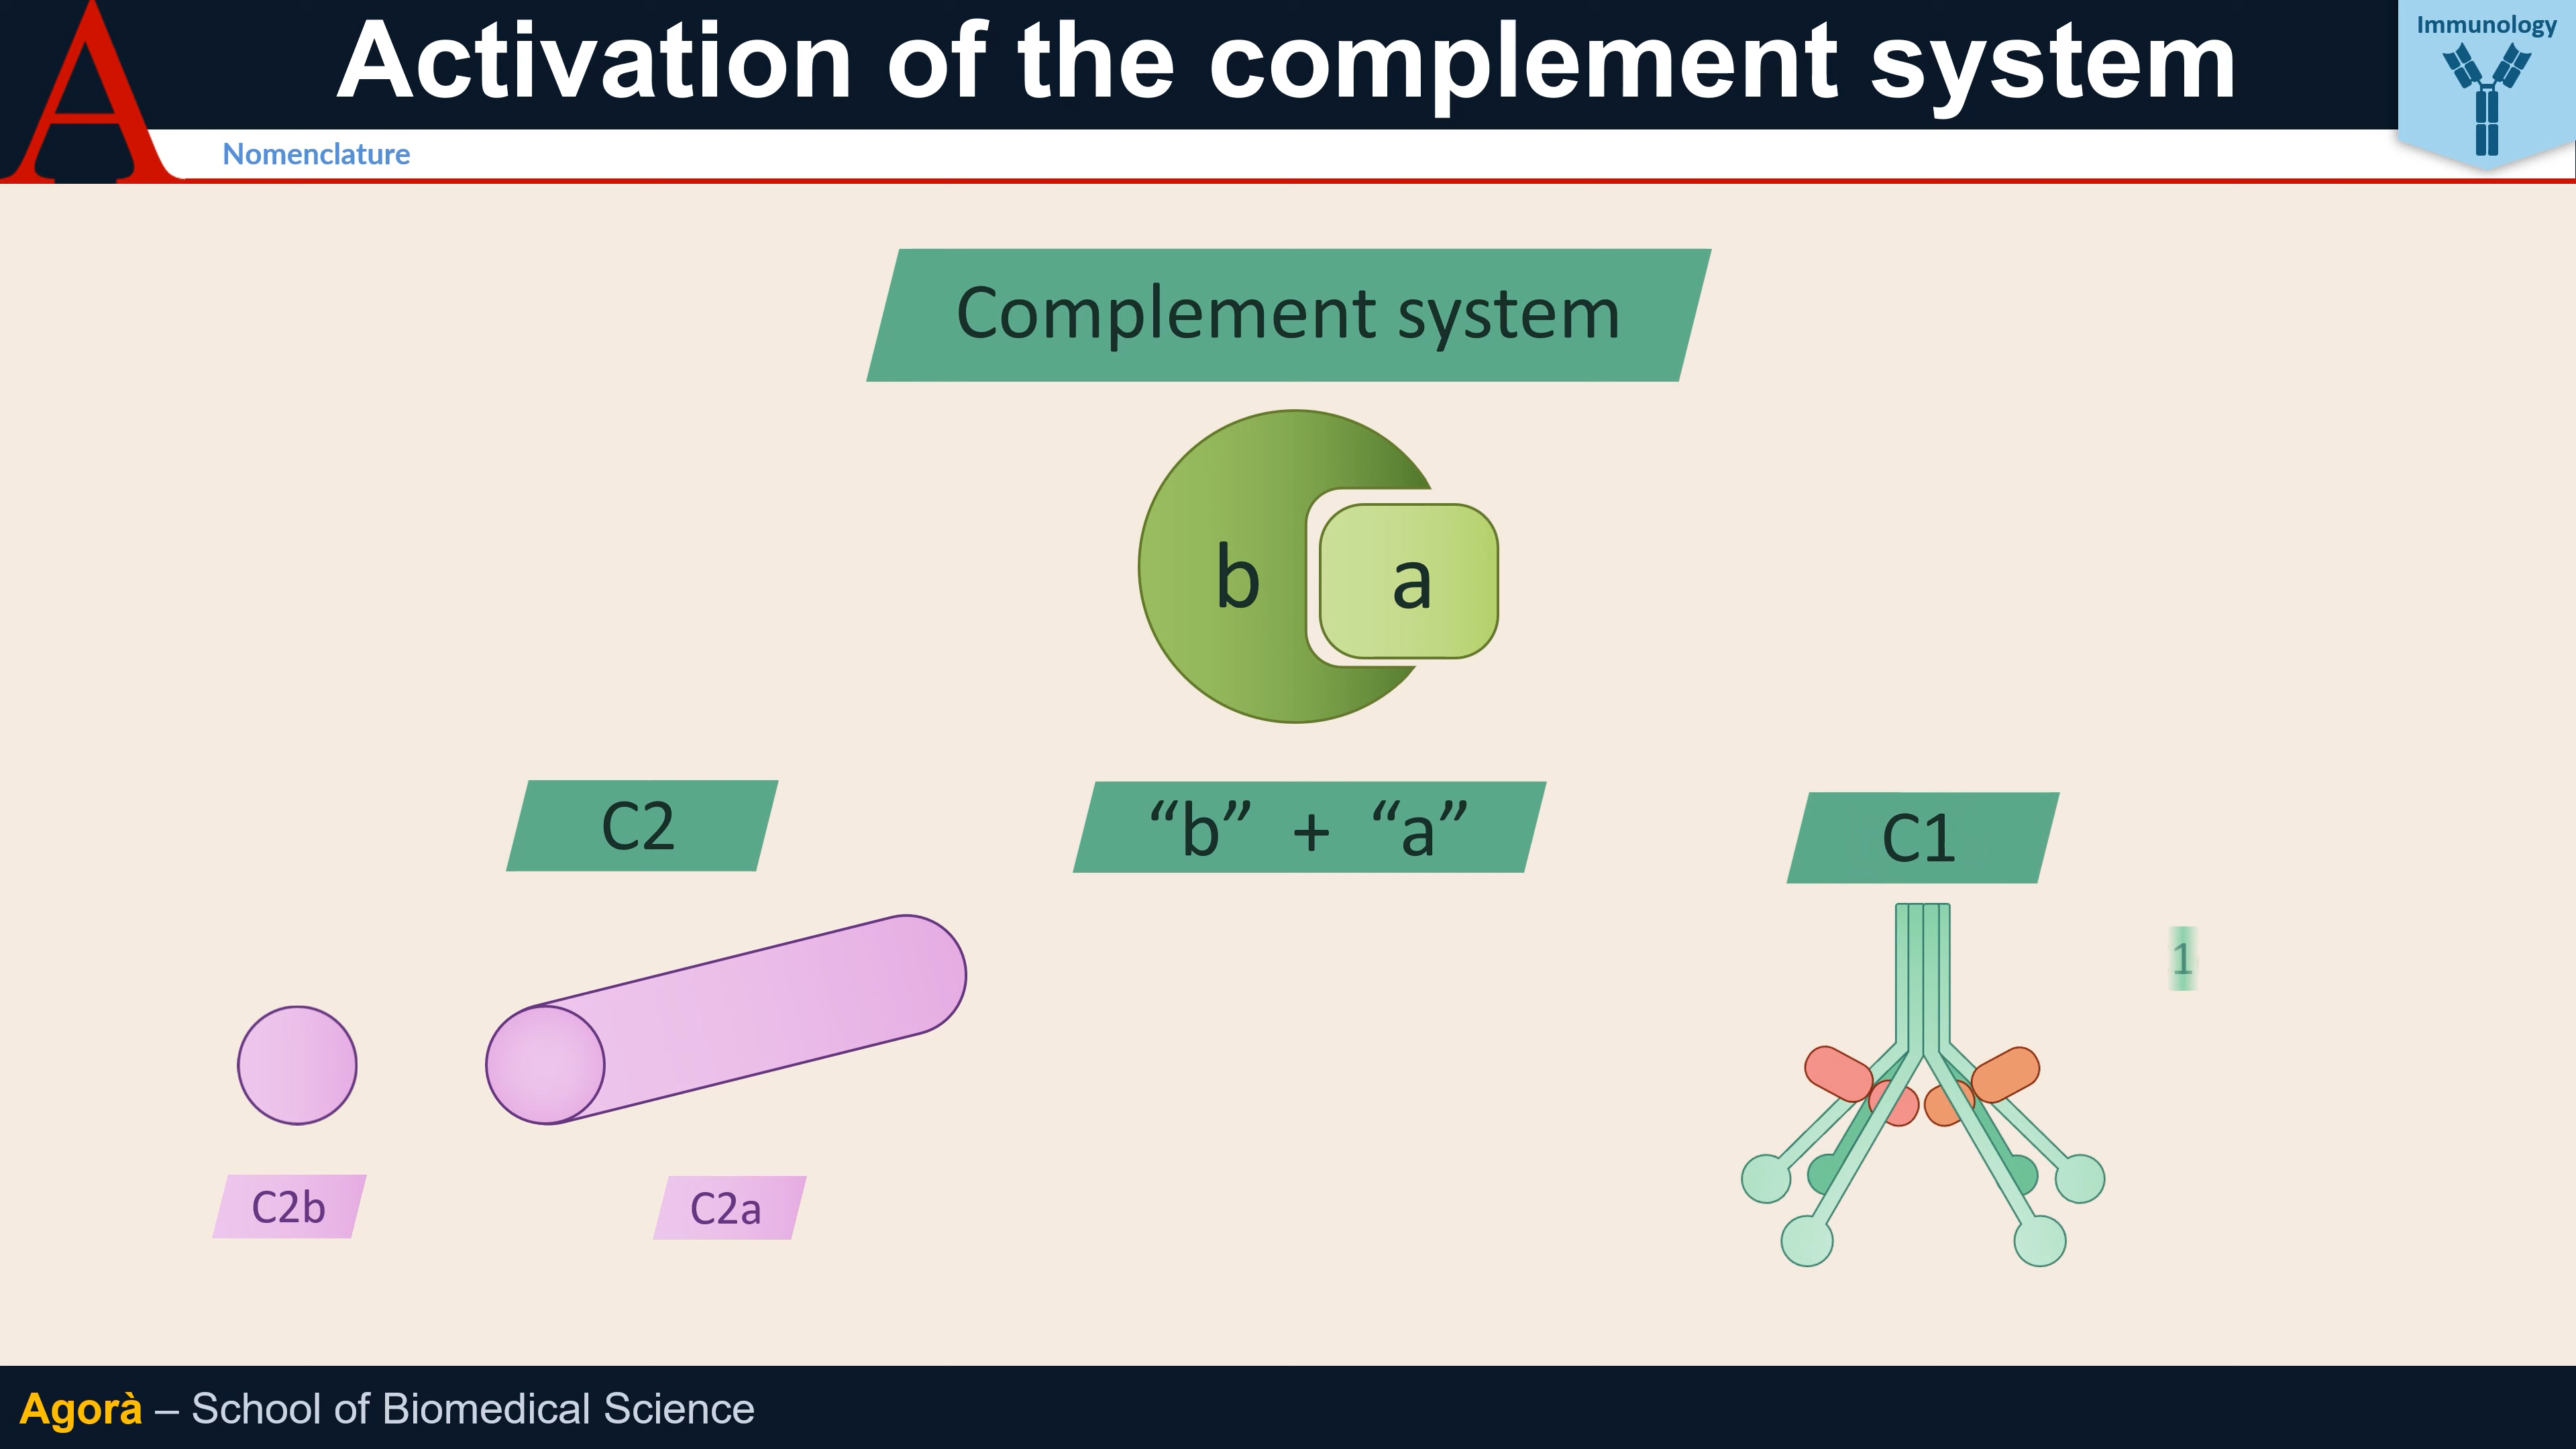 Activation of the complement system
Immunology
Nomenclature
Complement system
b
a
C2
“b” + “a”
C1
1
C2b
C2a
Agorà – School of Biomedical Science